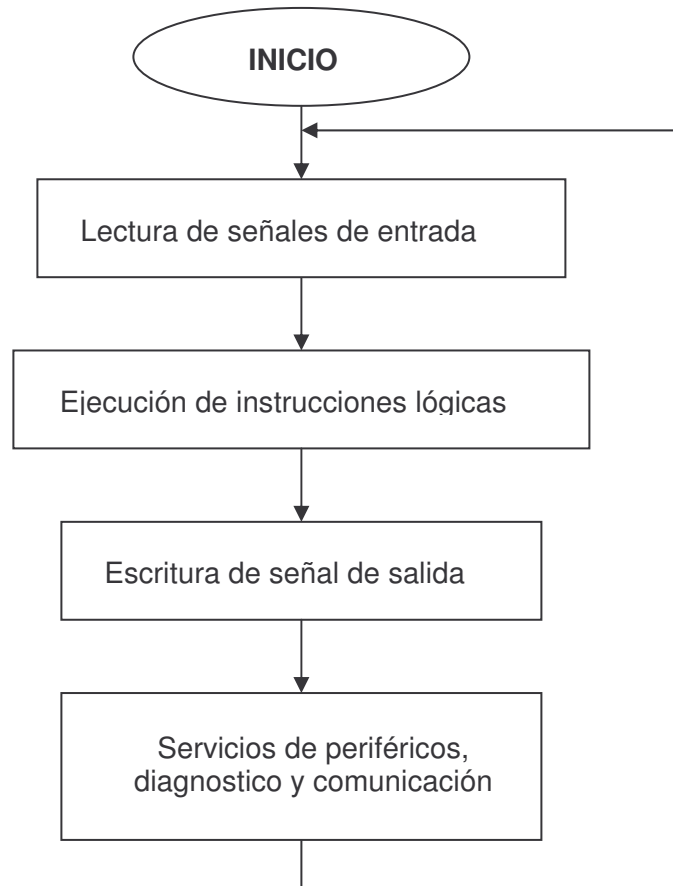 INICIO
Lectura de señales de entrada
Ejecución de instrucciones lógicas
Escritura de señal de salida
Servicios de periféricos,
diagnostico y comunicación